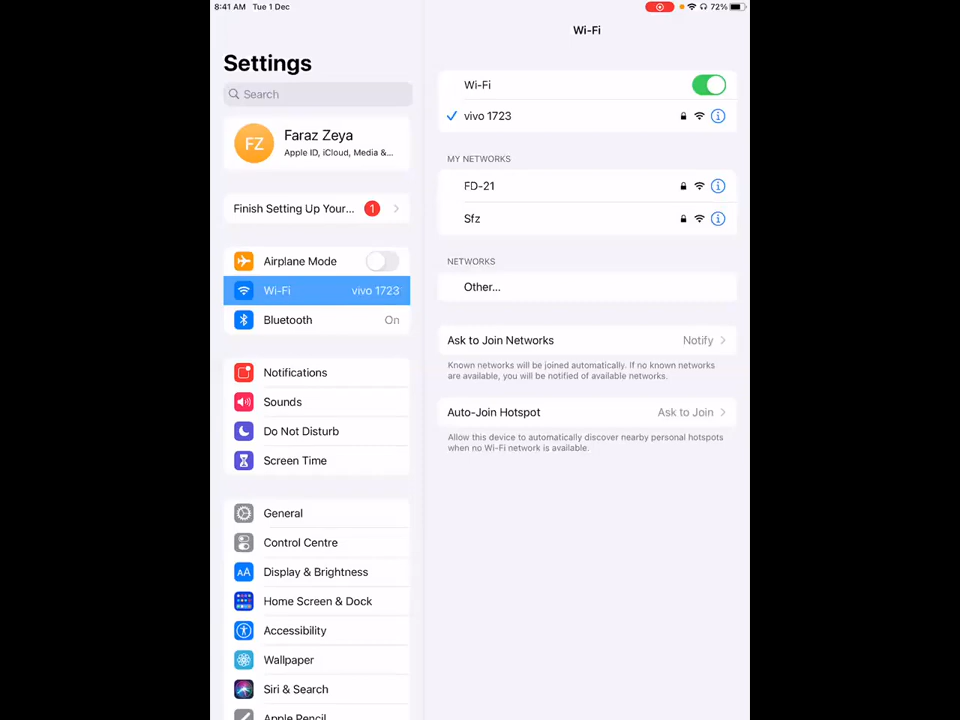 8:41 AM Tue 1 Dec
72%
Settings
Search
FZ
Faraz Zeya
Apple ID, iCloud, Media &...
Finish Setting Up Your... 1
Airplane Mode
Wi-Fi vivo 1723
Bluetooth On
Notifications
Sounds
Do Not Disturb
Screen Time
General
Control Centre
AA Display & Brightness
Home Screen & Dock
Accessibility
Wallpaper
Siri & Search
Apple Pencil
Wi-Fi
Wi-Fi
vivo 1723
MY NETWORKS
FD-21
Sfz
NETWORKS
Other...
Ask to Join Networks Notify
Known networks will be joined automatically. If no known networks
are available, you will be notified of available networks.
Auto-Join Hotspot Ask to Join
Allow this device to automatically discover nearby personal hotspots
when no Wi-Fi network is available.